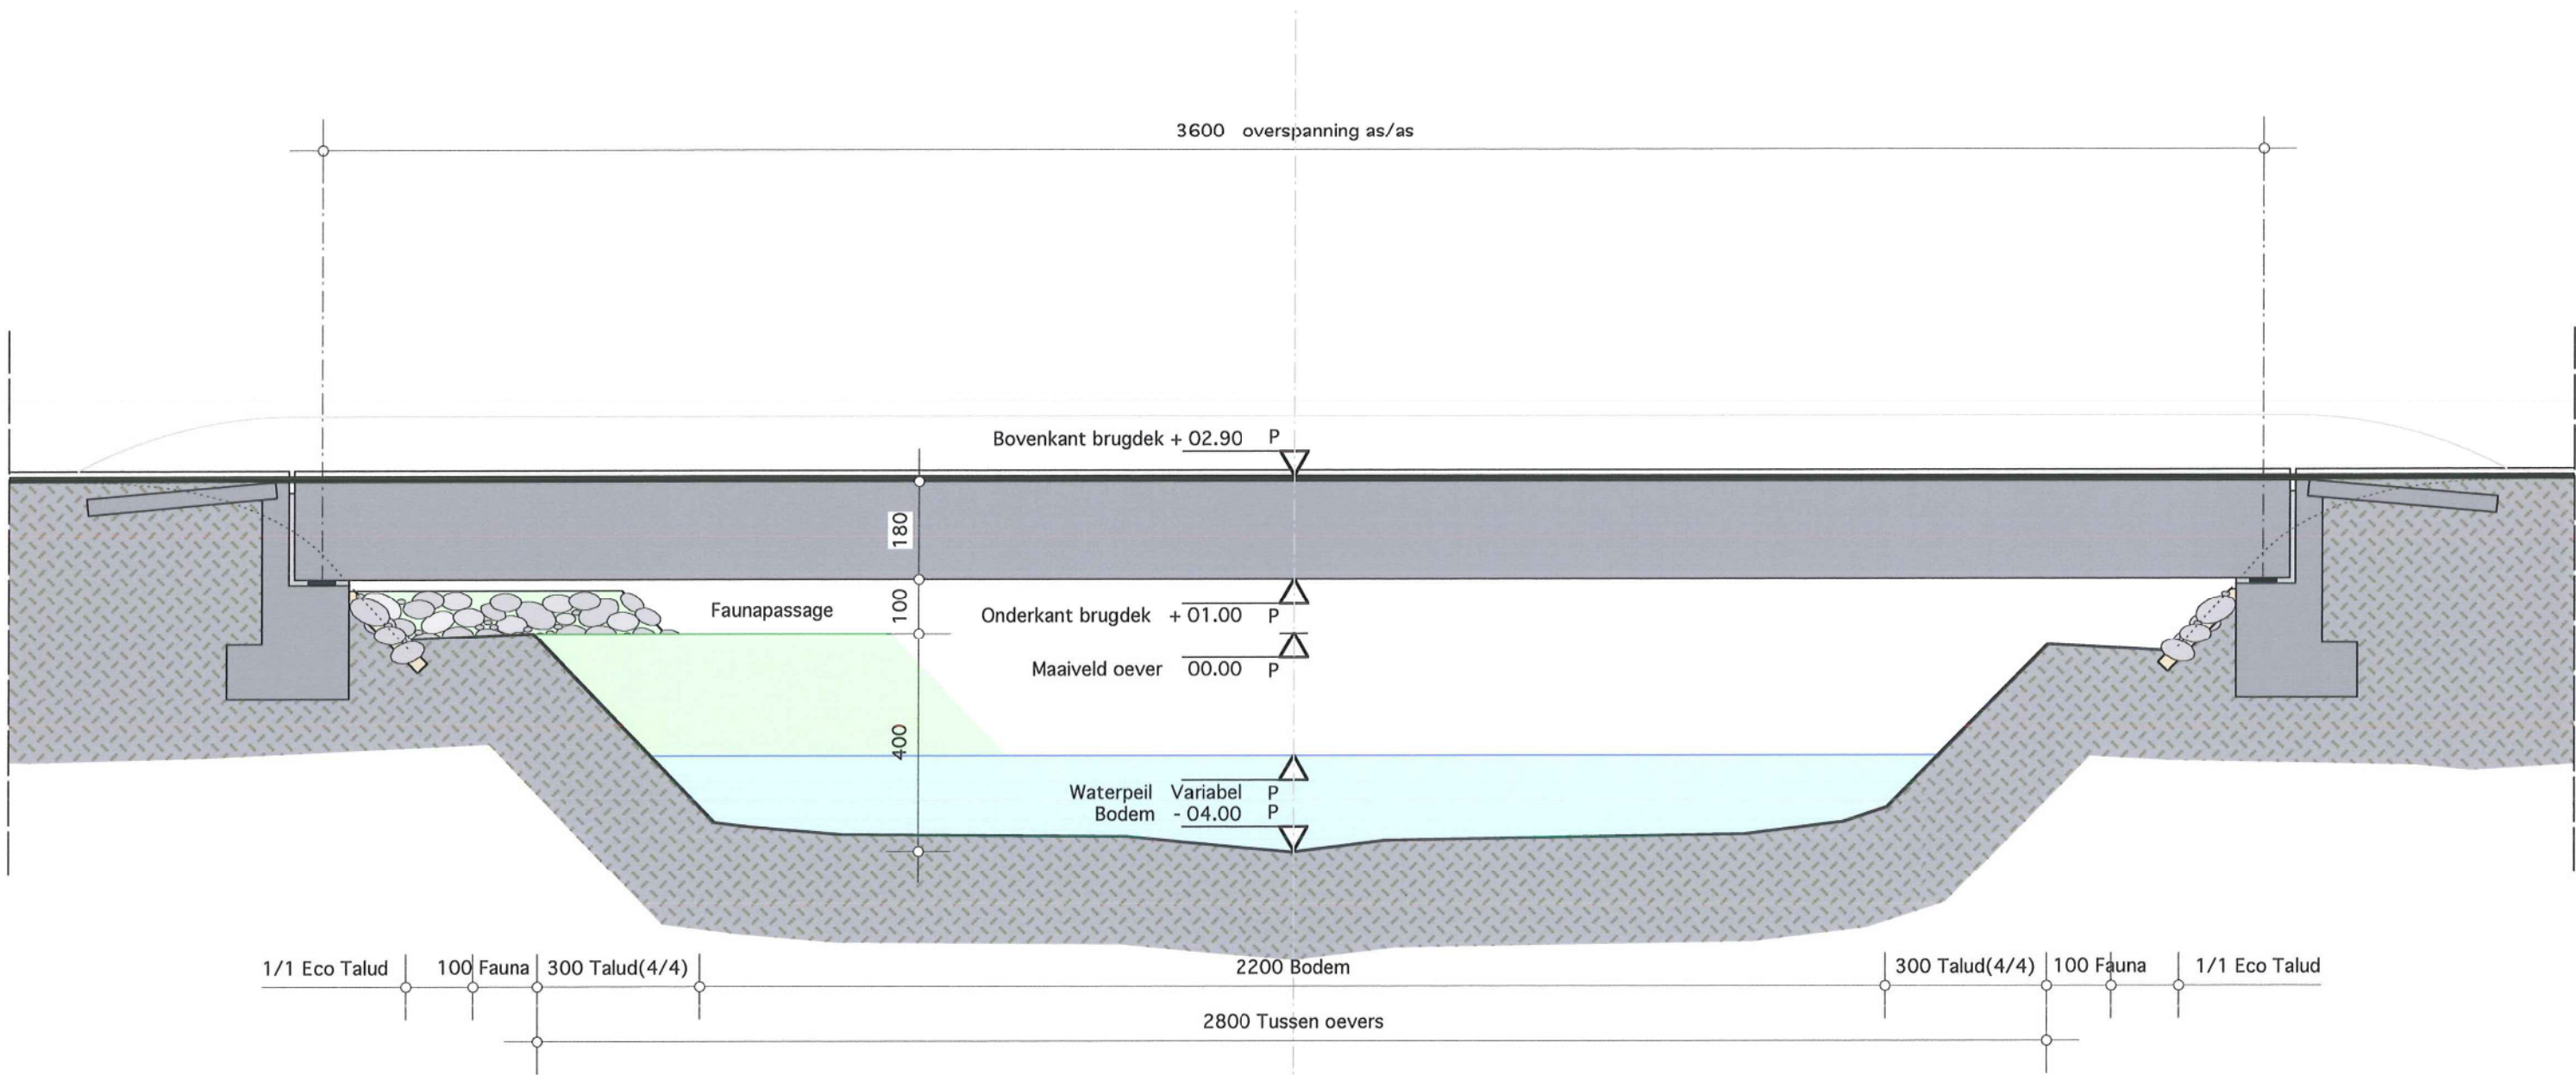 3600 overspanning as/as
Bovenkant brugdek + 02.90 P
180
100
Faunapassage
Onderkant brugdek + 01.00 P
Maaiveld oever 00.00 P
400
Waterpeil Variabel P
Bodem - 04.00 P
1/1 Eco Talud 100 Fauna 300 Talud(4/4) 2200 Bodem 300 Talud(4/4) 100 Fauna 1/1 Eco Talud
2800 Tussen oevers